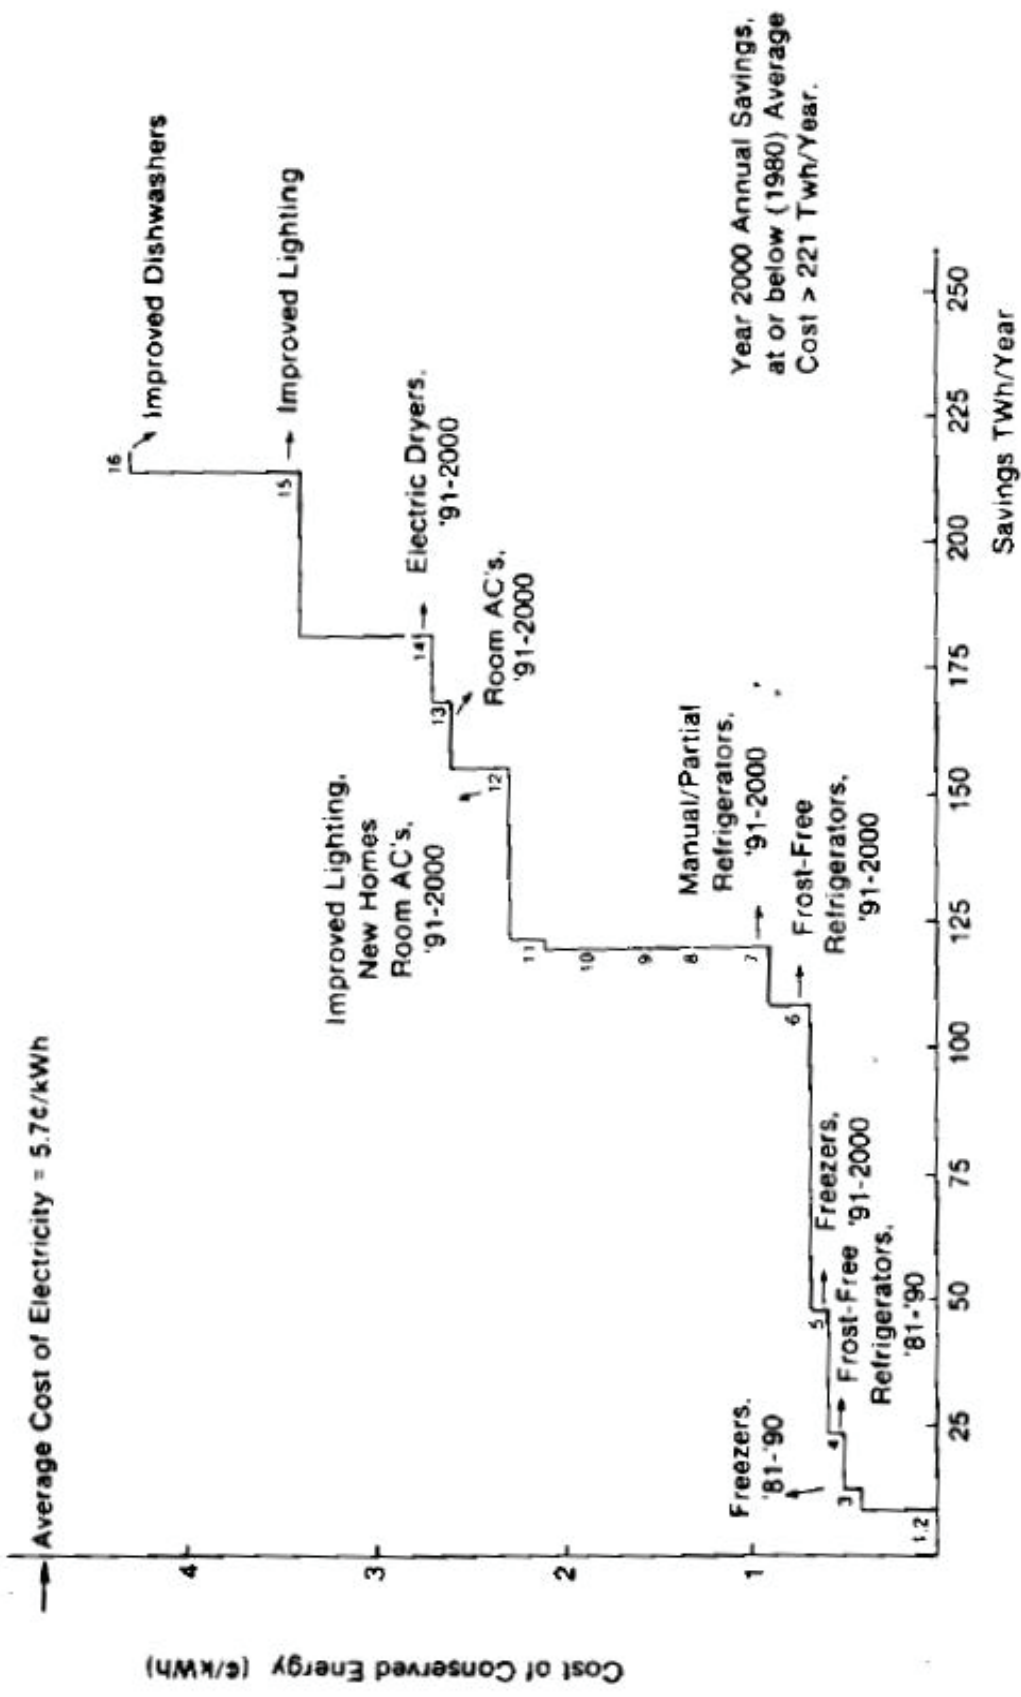 Average Cost of Electricity = 5.7¢/kWh
Cost of Conserved Energy (¢/kWh)
4
3
2
1
16
Improved Dishwashers
15
Improved Lighting
14
Electric Dryers,
'91-2000
13
Room AC's,
'91-2000
Improved Lighting,
New Homes
Room AC's,
'91-2000
12
11
10
9
8
7
Manual/Partial
Refrigerators,
'91-2000
6
Frost-Free
Refrigerators,
'91-2000
5
Freezers,
'91-2000
4
Frost-Free
Refrigerators,
'81-'90
Freezers.
'81-'90
3
1,2
Year 2000 Annual Savings,
at or below (1980) Average
Cost > 221 Twh/Year.
25
50
75
100
125
150
175
200
225
250
Savings TWh/Year